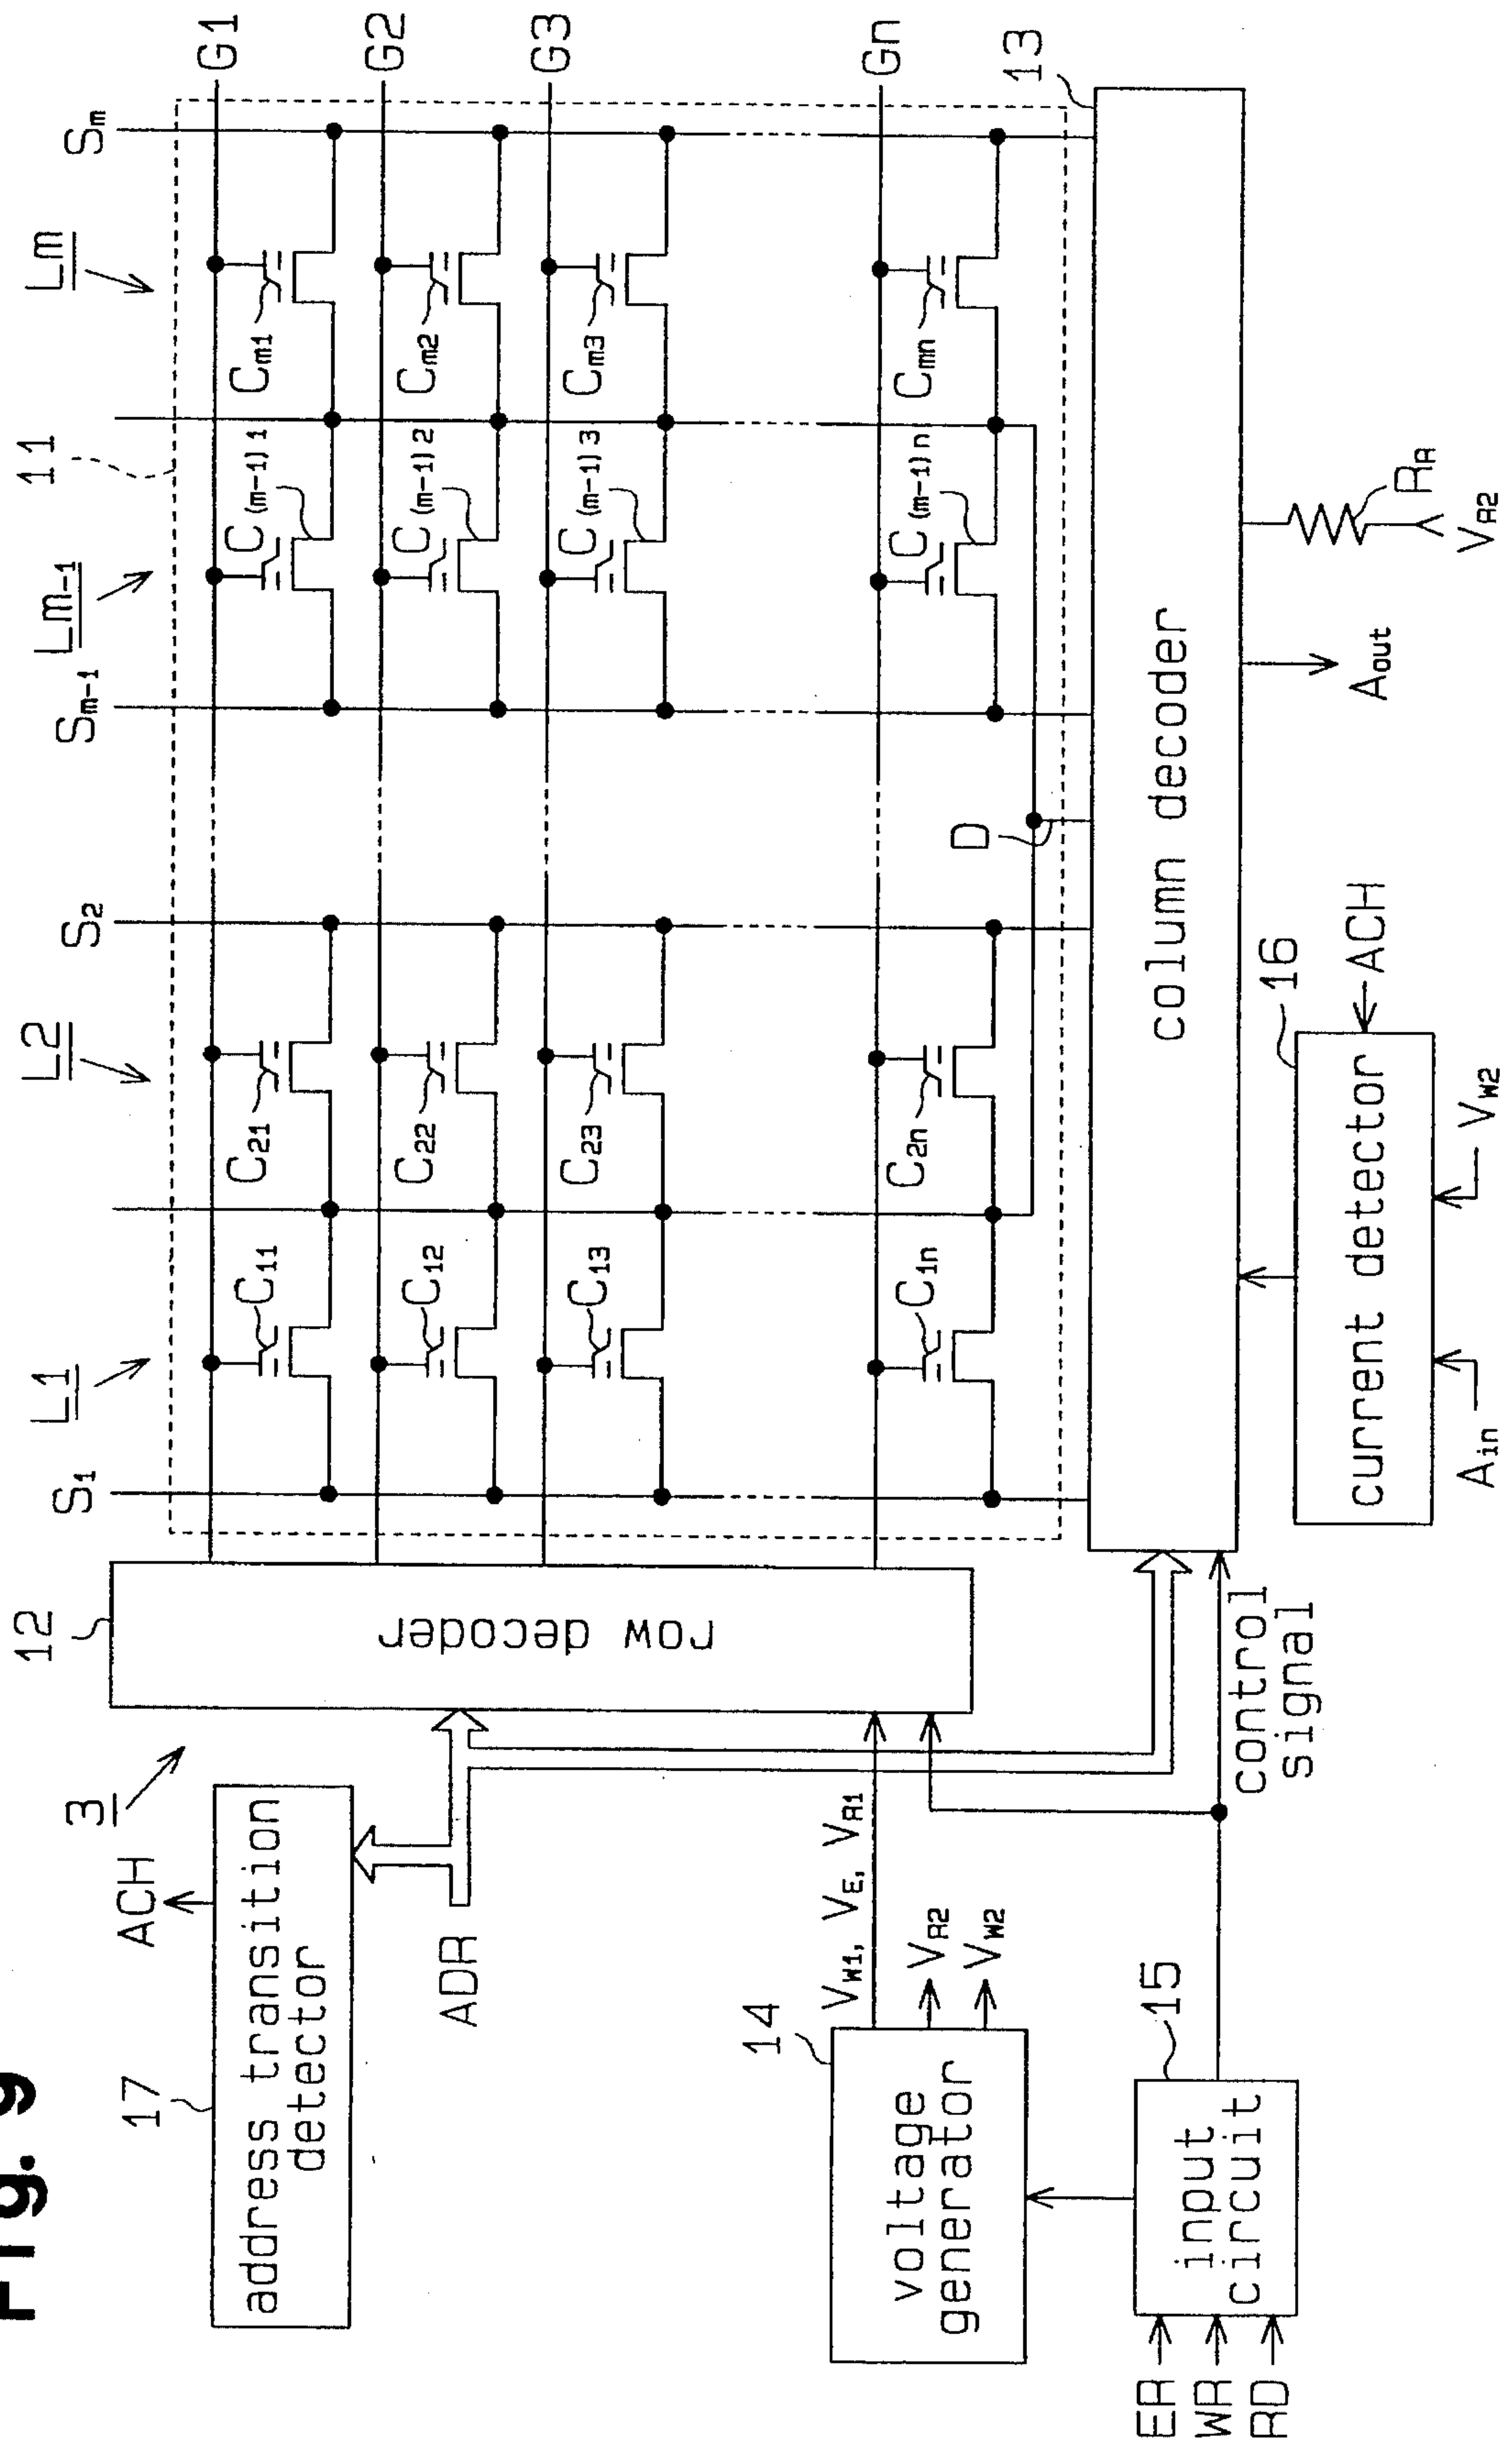 Fig. 9
3
17
address transition
detector
ACH
ADR
12
row decoder
14
voltage
generator
VW1, VE, VR1
VR2
VW2
15
input
circuit
ER
WR
RD
control
signal
11
L1
L2
Lm-1
Lm
S1
S2
Sm-1
Sm
G1
G2
G3
Gn
C11
C21
C(m-1)1
Cm1
C12
C22
C(m-1)2
Cm2
C13
C23
C(m-1)3
Cm3
C1n
C2n
C(m-1)n
Cmn
D
13
column decoder
16
current detector
ACH
Ain
VW2
Aout
RR
VR2